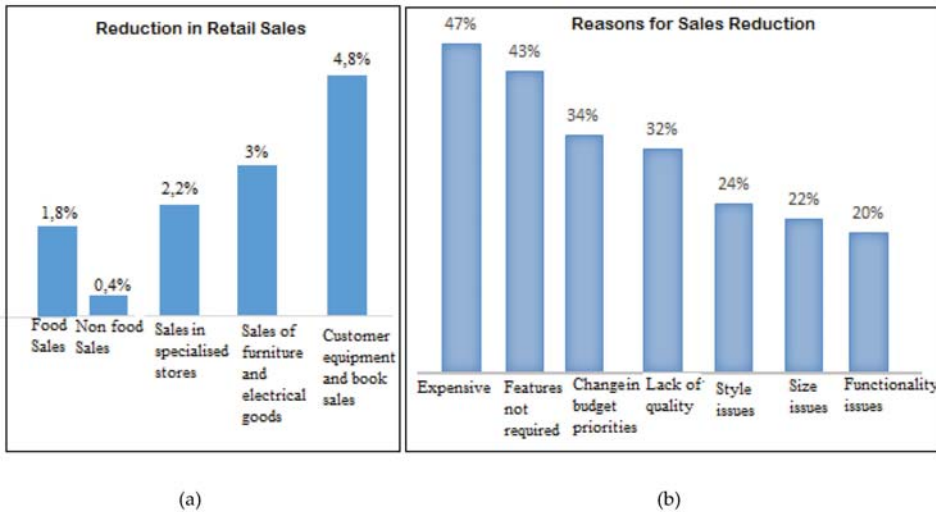 Reduction in Retail Sales
4,8%
3%
2,2%
1,8%
0,4%
Food
Sales
Non food
Sales
Sales in
specialised
stores
Sales of
furniture
and
electrical
goods
Customer
equipment
and book
sales
(a)
Reasons for Sales Reduction
47%
43%
34%
32%
24%
22%
20%
Expensive
Features
not
required
Change in
budget
priorities
Lack of
quality
Style
issues
Size
issues
Functionality
issues
(b)